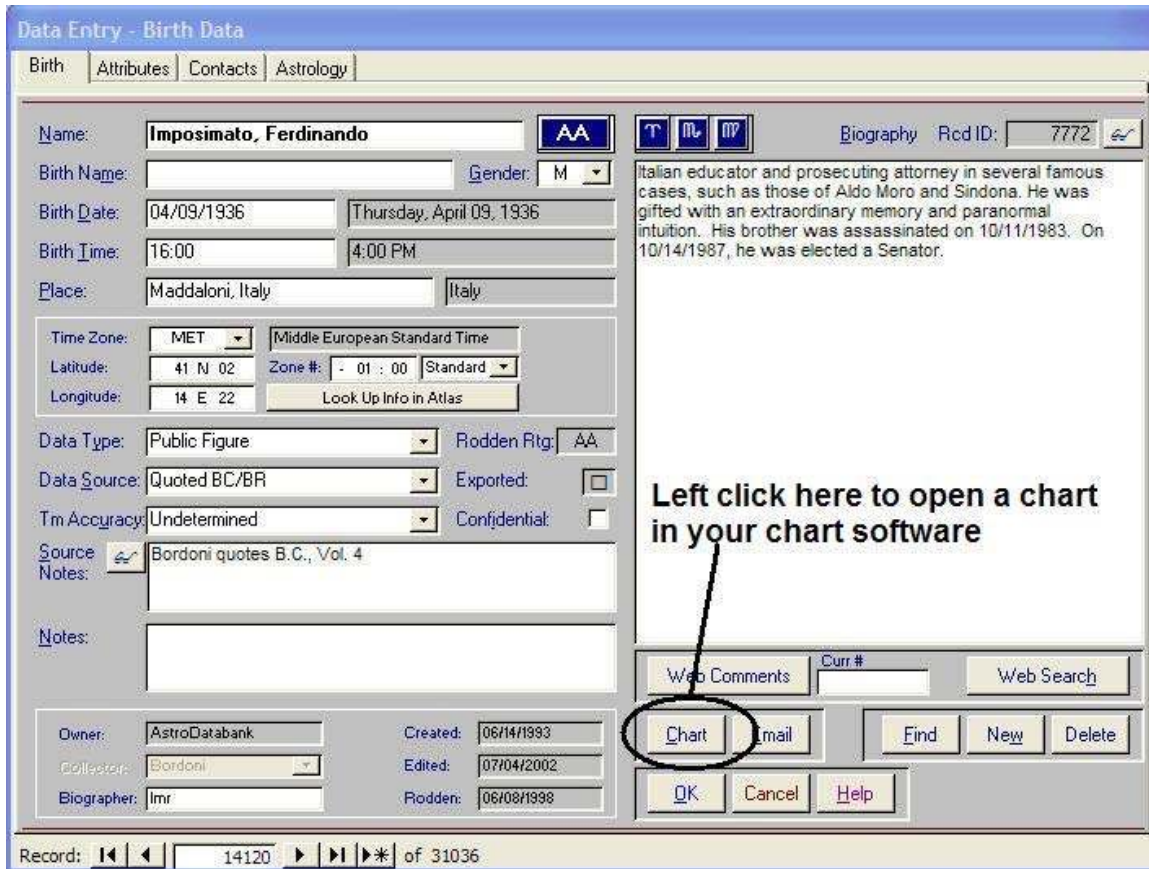 Data Entry - Birth Data
Birth Attributes Contacts Astrology
Name: Imposimato, Ferdinando AA
Birth Name: Gender: M
Birth Date: 04/09/1936 Thursday, April 09, 1936
Birth Time: 16:00 4:00 PM
Place: Maddaloni, Italy Italy
Time Zone: MET Middle European Standard Time
Latitude: 41 N 02 Zone #: - 01 : 00 Standard
Longitude: 14 E 22 Look Up Info in Atlas
Data Type: Public Figure Rodden Rtg: AA
Data Source: Quoted BC/BR Exported:
Tm Accuracy: Undetermined Confidential:
Source Notes: Bordoni quotes B.C., Vol. 4
Notes:
Owner: AstroDatabank Created: 06/14/1993
Collector: Bordoni Edited: 07/04/2002
Biographer: Rodden: 06/08/1998
♈ ♏ ♍ Biography Rcd ID: 7772
Italian educator and prosecuting attorney in several famous
cases, such as those of Aldo Moro and Sindona. He was
gifted with an extraordinary memory and paranormal
intuition. His brother was assassinated on 10/11/1983. On
10/14/1987, he was elected a Senator.
Left click here to open a chart
in your chart software
Web Comments Curr # Web Search
Chart Email Find New Delete
OK Cancel Help
Record: 14120 of 31036